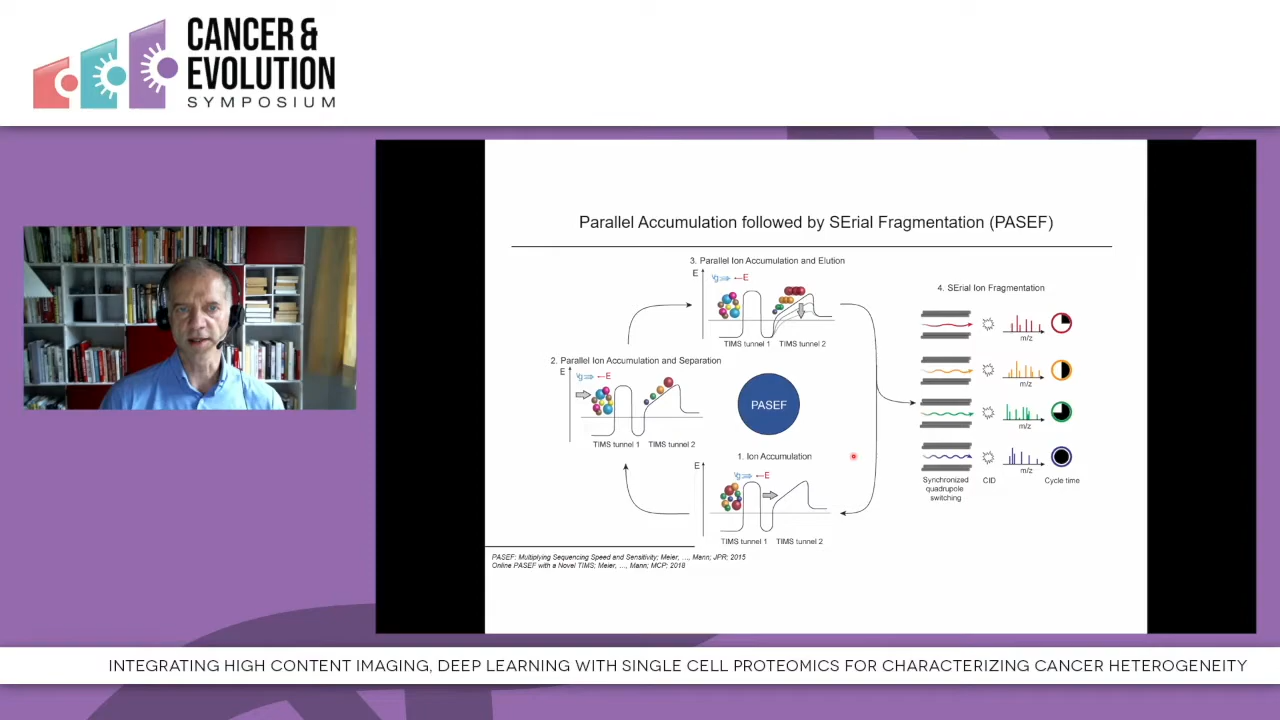 CANCER &
EVOLUTION
SYMPOSIUM
Parallel Accumulation followed by SErial Fragmentation (PASEF)
3. Parallel Ion Accumulation and Elution
E
Vg ←E
TIMS tunnel 1 TIMS tunnel 2
2. Parallel Ion Accumulation and Separation
E
Vg ←E
TIMS tunnel 1 TIMS tunnel 2
PASEF
1. Ion Accumulation
E
Vg ←E
TIMS tunnel 1 TIMS tunnel 2
4. SErial Ion Fragmentation
m/z
m/z
m/z
m/z
Synchronized
quadrupole
switching
CID
Cycle time
PASEF: Multiplying Sequencing Speed and Sensitivity; Meier, ..., Mann; JPR; 2015
Online PASEF with a Novel TIMS; Meier, ..., Mann; MCP; 2018
INTEGRATING HIGH CONTENT IMAGING, DEEP LEARNING WITH SINGLE CELL PROTEOMICS FOR CHARACTERIZING CANCER HETEROGENEITY